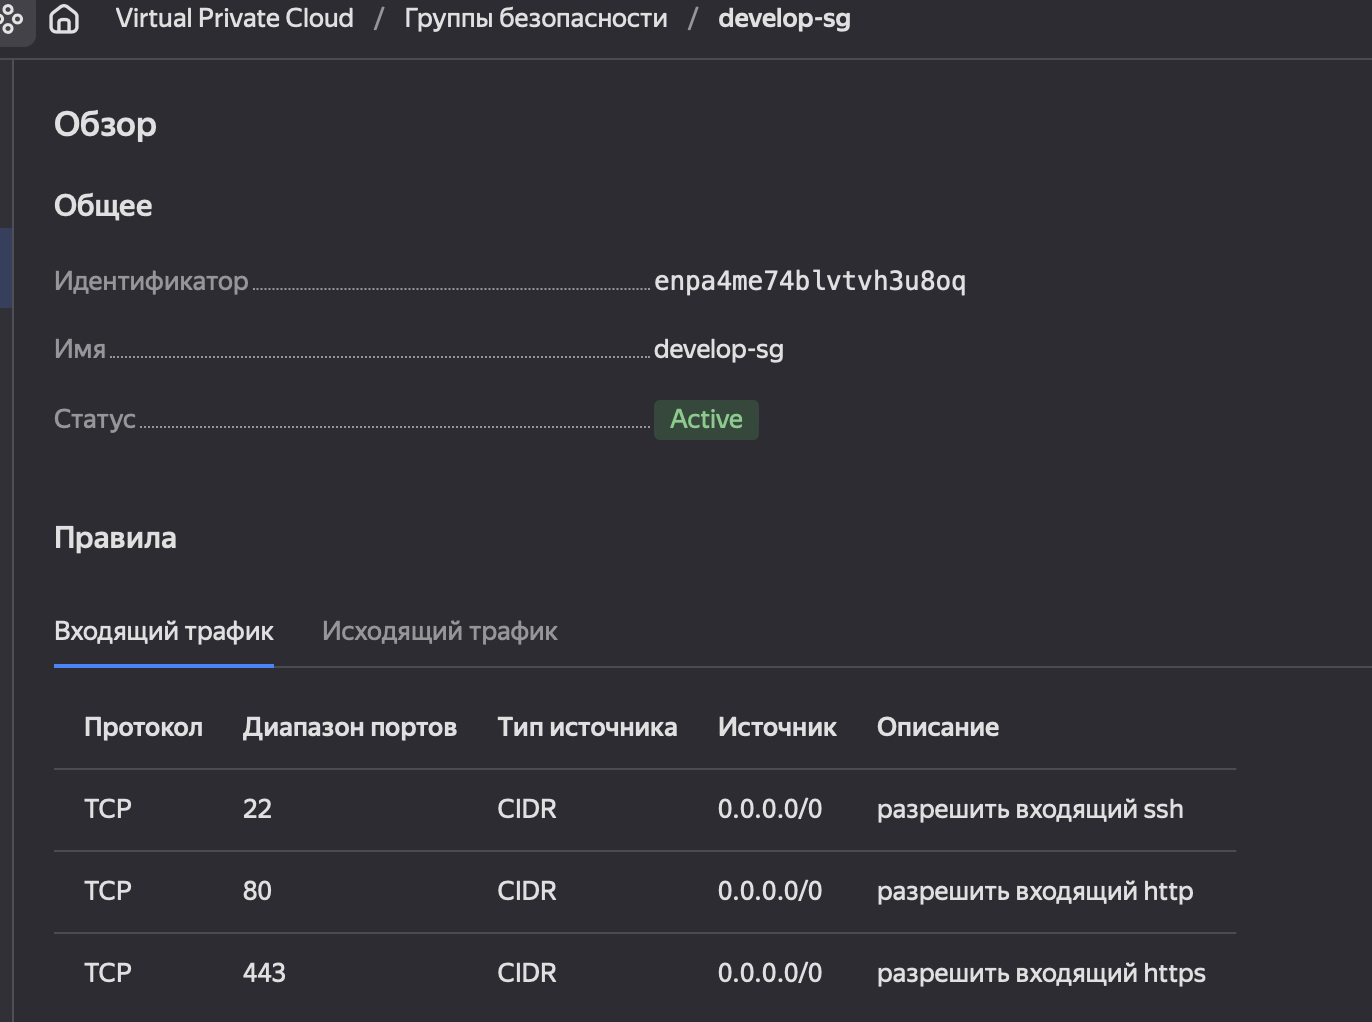 Virtual Private Cloud / Группы безопасности / develop-sg
Обзор
Общее
Идентификатор enpa4me74blvtvh3u8oq
Имя develop-sg
Статус Active
Правила
Входящий трафик Исходящий трафик
Протокол Диапазон портов Тип источника Источник Описание
TCP 22 CIDR 0.0.0.0/0 разрешить входящий ssh
TCP 80 CIDR 0.0.0.0/0 разрешить входящий http
TCP 443 CIDR 0.0.0.0/0 разрешить входящий https